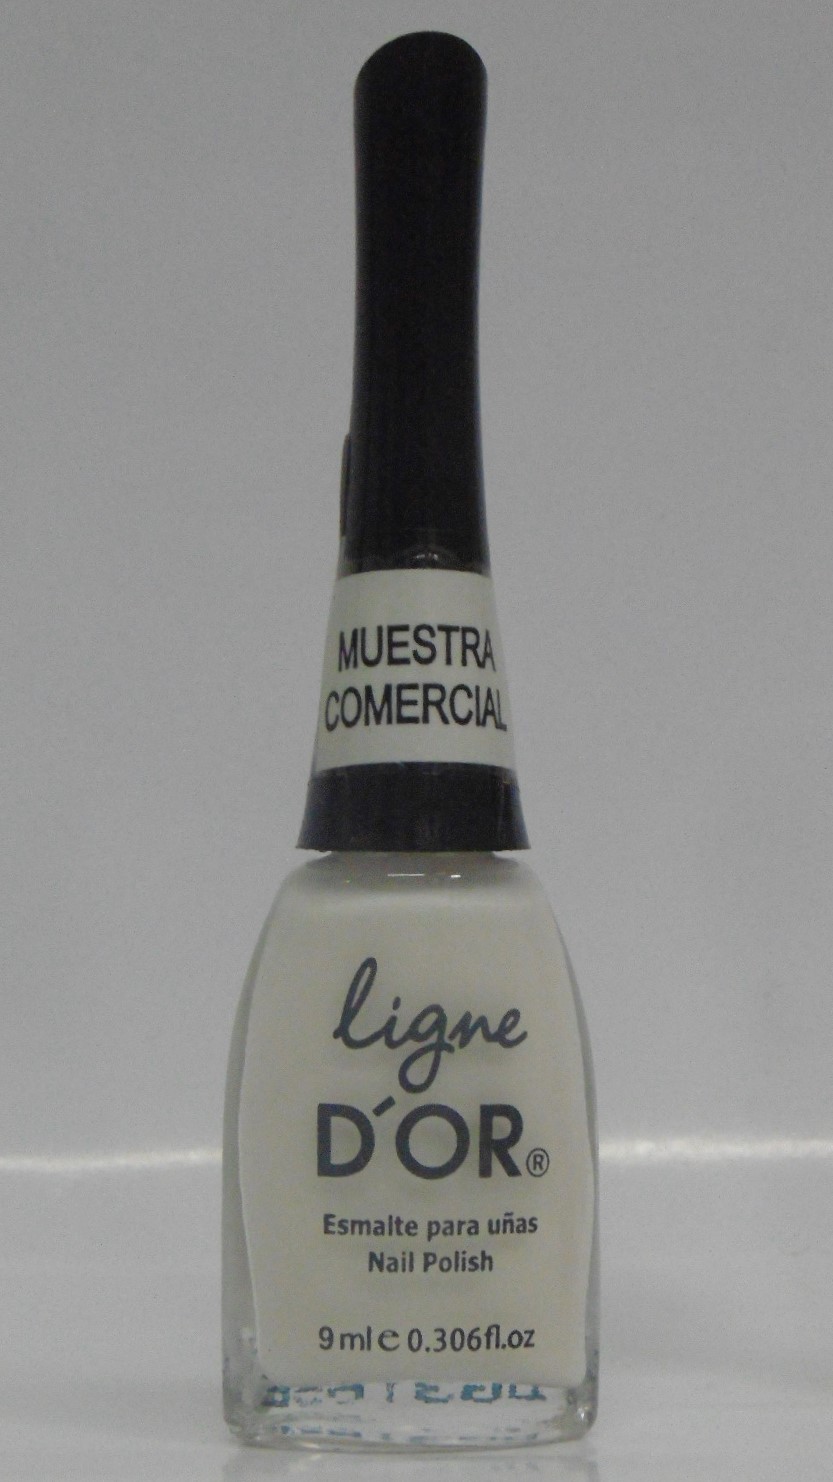 MUESTRA
COMERCIAL
ligne
D´OR®
Esmalte para uñas
Nail Polish
9 ml e 0.306fl.oz